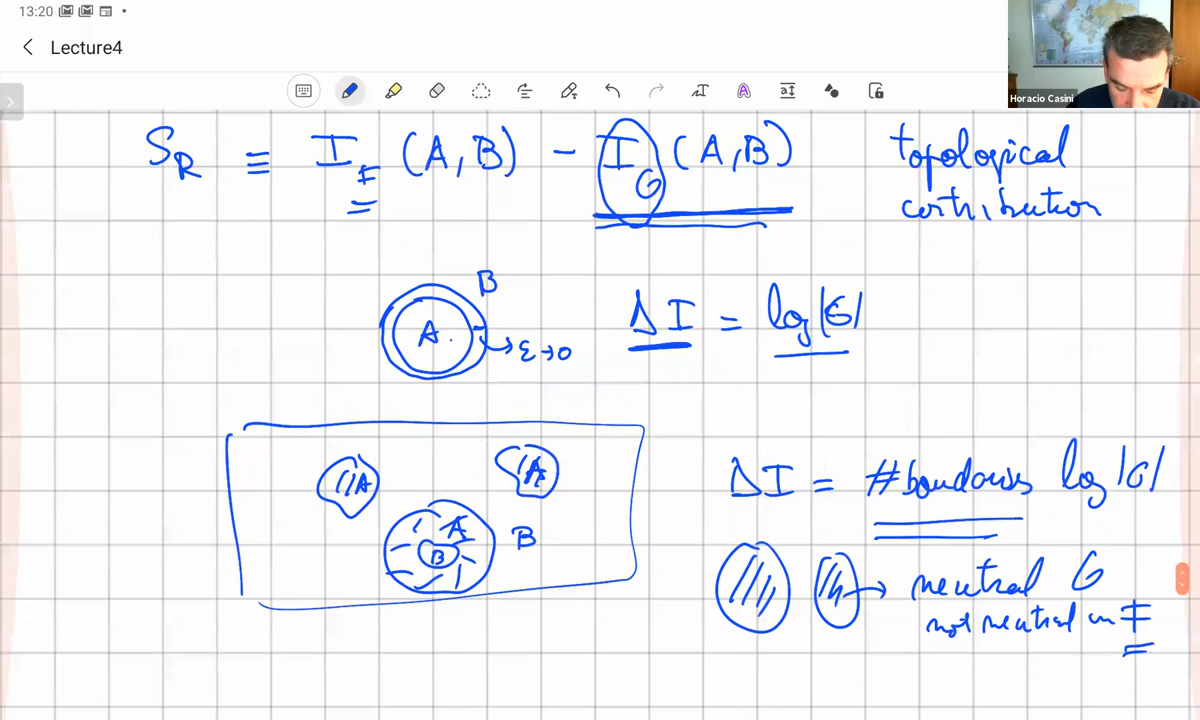 13:20
Lecture4
Horacio Casini
S_R ≡ I_F (A,B) − I_G (A,B) topological
contribution
B
A
ε→0
ΔI = log|G|
A A
A
B B
ΔI = #boudaries log|G|
→ neutral G
not neutral in F